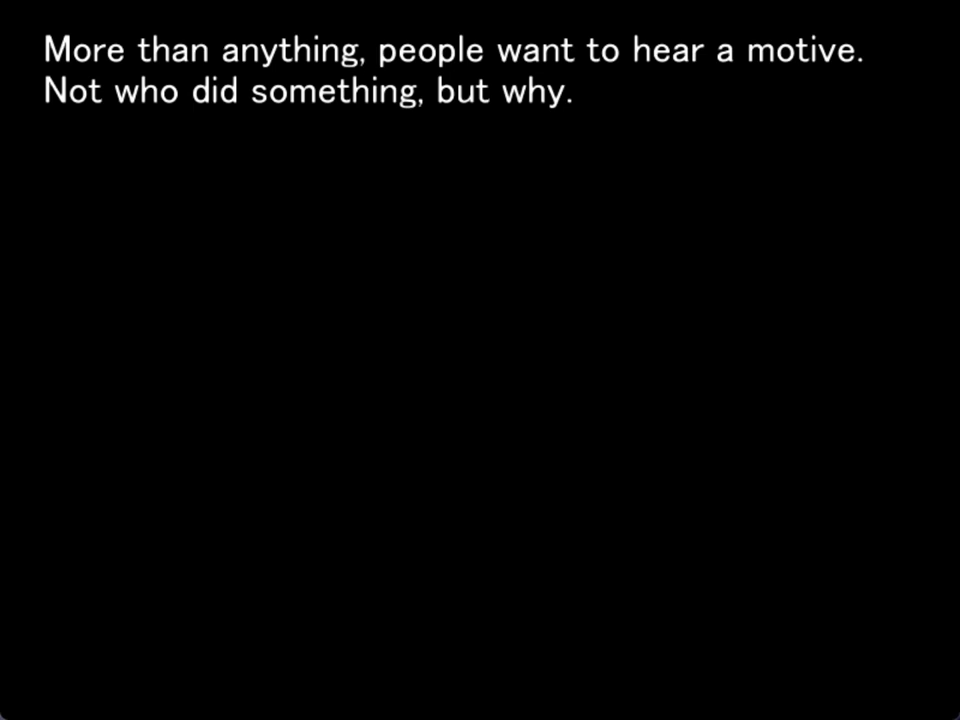 More than anything, people want to hear a motive.
Not who did something, but why.